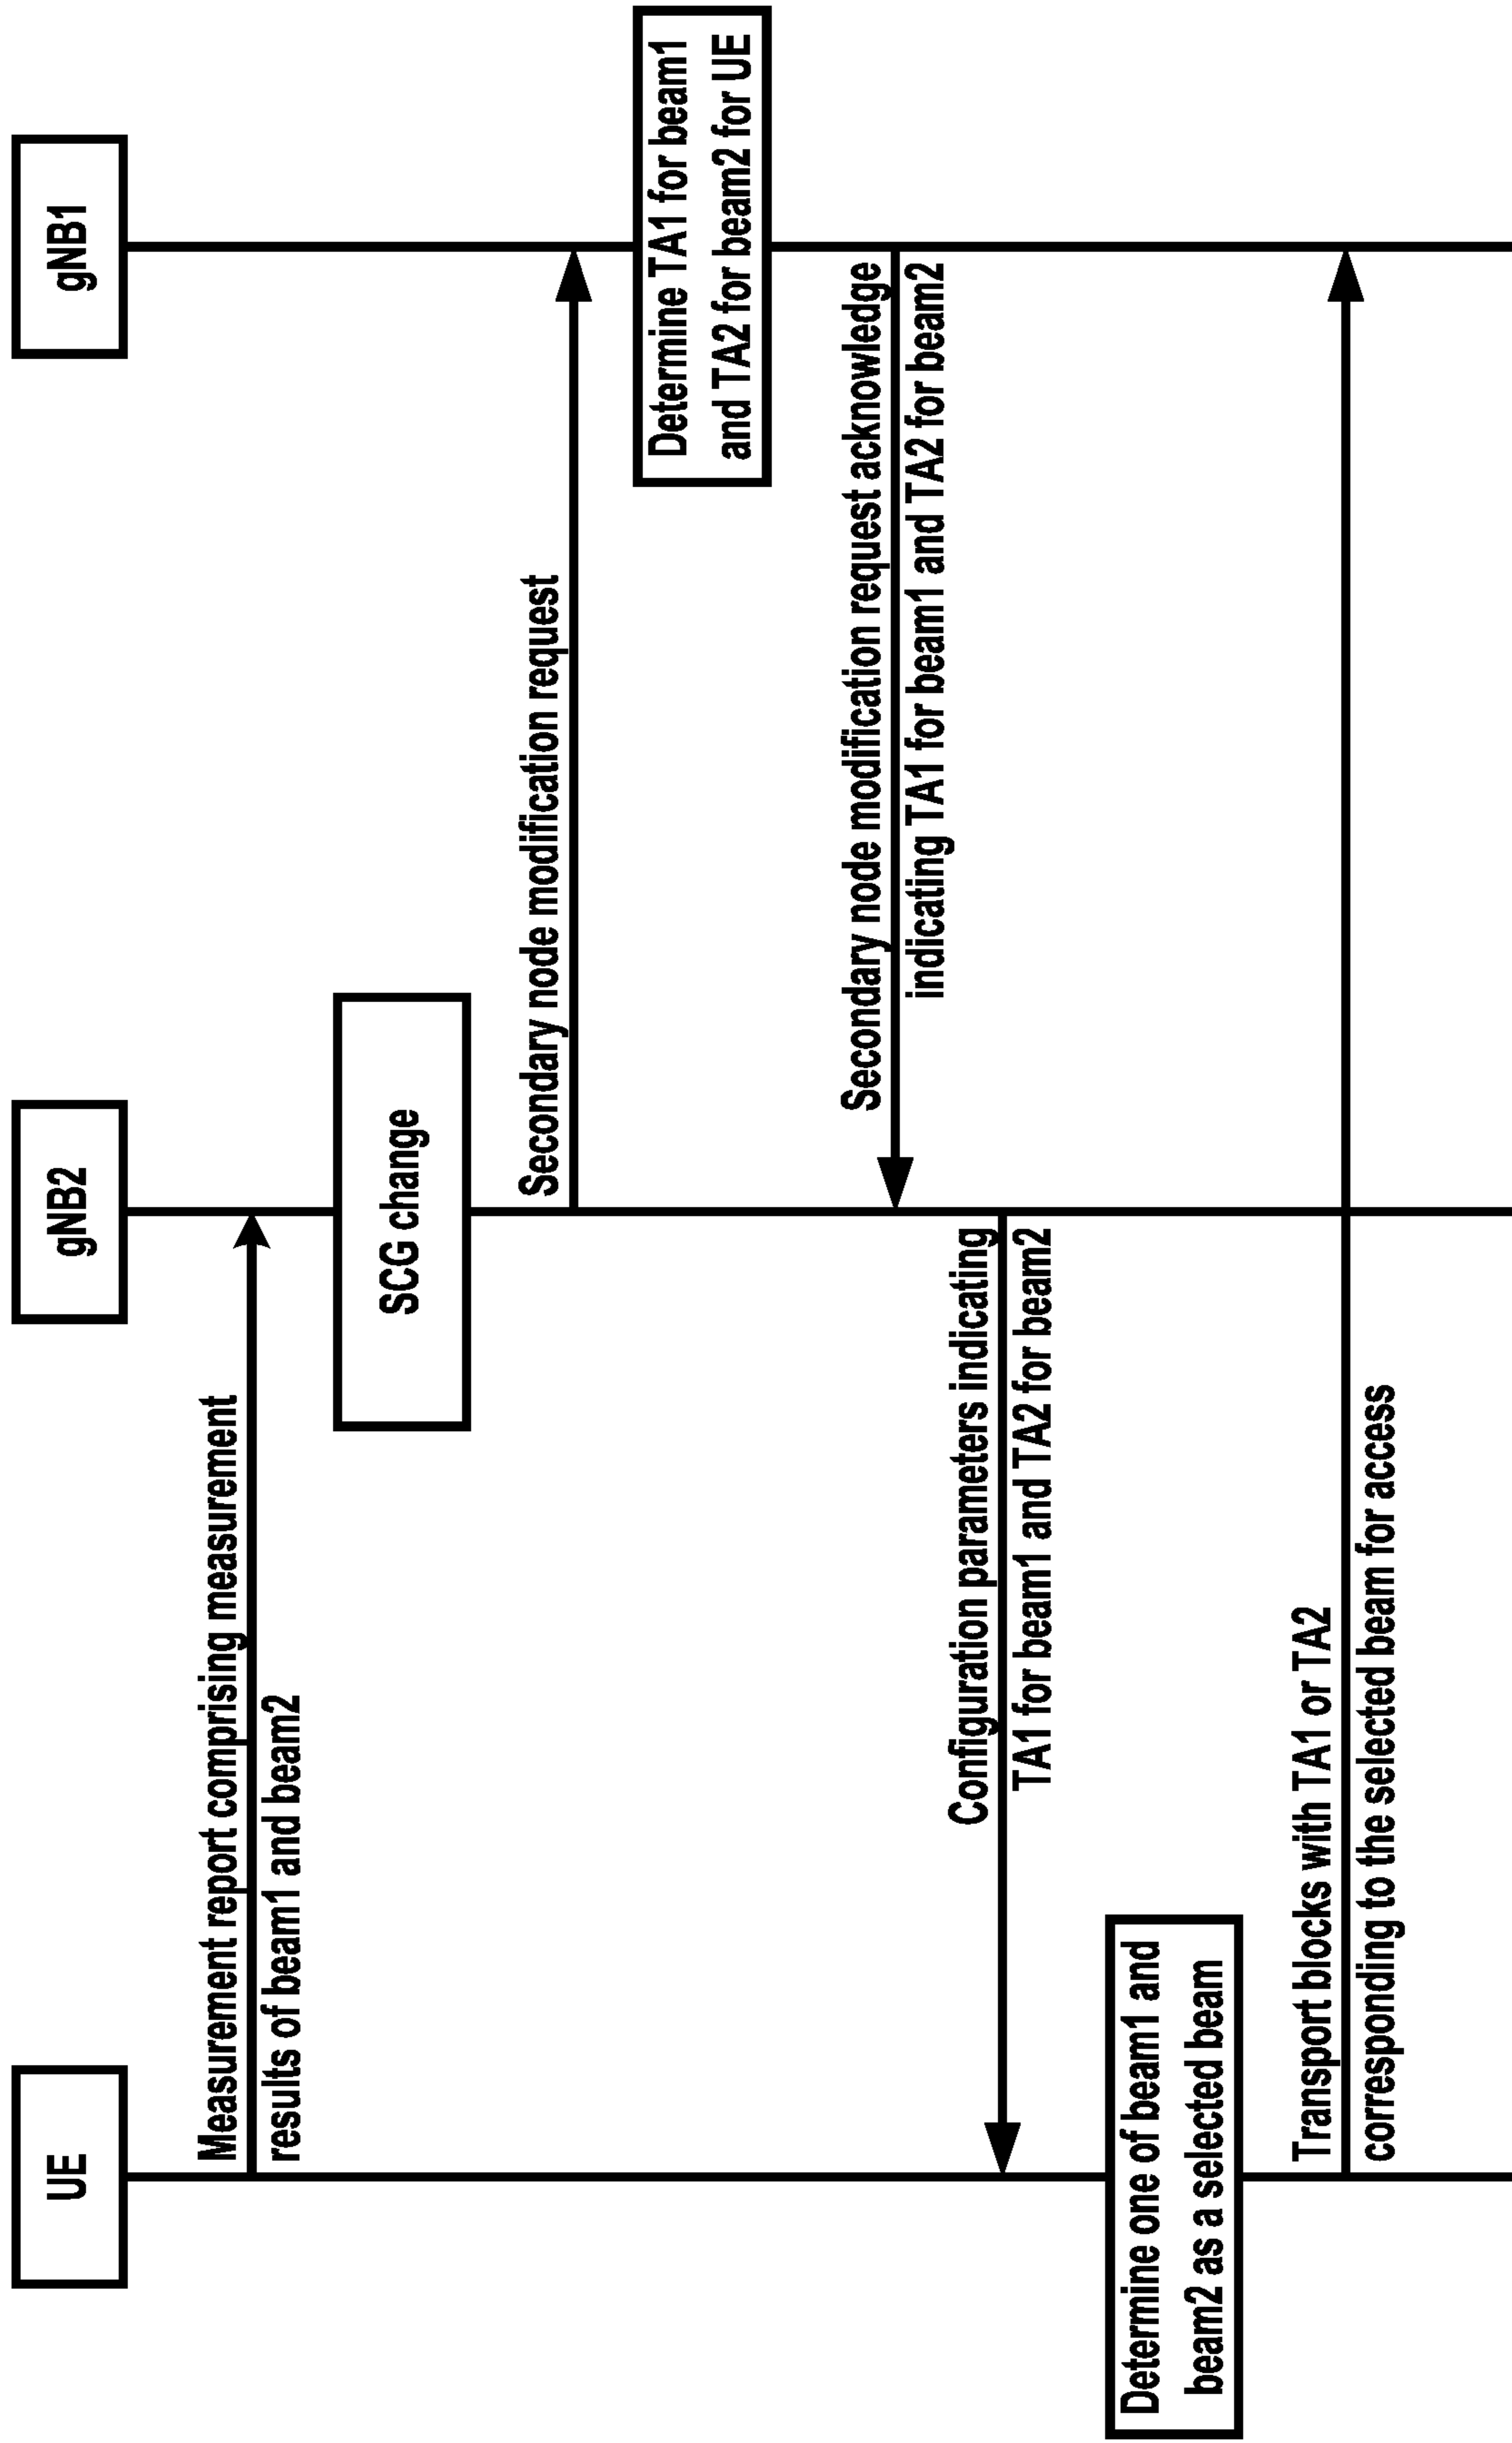 UE
gNB2
gNB1
Measurement report comprising measurement
results of beam1 and beam2
SCG change
Secondary node modification request
Determine TA1 for beam1
and TA2 for beam2 for UE
Secondary node modification request acknowledge
indicating TA1 for beam1 and TA2 for beam2
Configuration parameters indicating
TA1 for beam1 and TA2 for beam2
Determine one of beam1 and
beam2 as a selected beam
Transport blocks with TA1 or TA2
corresponding to the selected beam for access